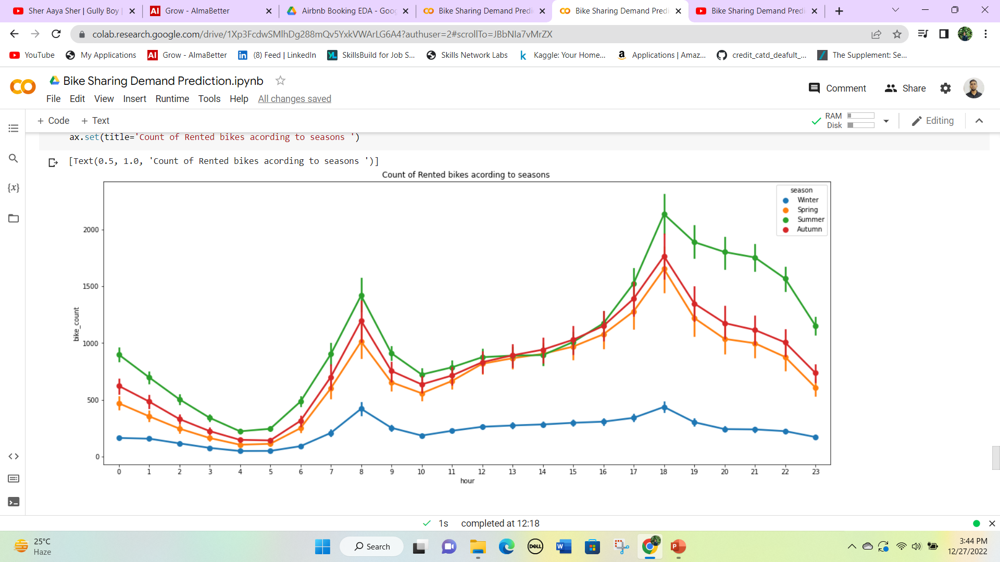 Sher Aaya Sher | Gully Boy
Grow - AlmaBetter
Airbnb Booking EDA - Goog
Bike Sharing Demand Predi
Bike Sharing Demand Predi
Bike Sharing Demand Predi
colab.research.google.com/drive/1Xp3FcdwSMlhDg288mQv5YxkVWArLG6A4?authuser=2#scrollTo=JBbNIa7vMrZX
YouTube
My Applications
AI Grow - AlmaBetter
(8) Feed | LinkedIn
SkillsBuild for Job S...
Skills Network Labs
Kaggle: Your Home...
Applications | Amaz...
credit_catd_deafult_...
The Supplement: Se...
Bike Sharing Demand Prediction.ipynb
File Edit View Insert Runtime Tools Help All changes saved
Comment
Share
+ Code + Text
RAM
Disk
Editing
ax.set(title='Count of Rented bikes acording to seasons ')
[Text(0.5, 1.0, 'Count of Rented bikes acording to seasons ')]
Count of Rented bikes acording to seasons
season
Winter
Spring
Summer
Autumn
bike_count
2000
1500
1000
500
0
0 1 2 3 4 5 6 7 8 9 10 11 12 13 14 15 16 17 18 19 20 21 22 23
hour
1s completed at 12:18
25°C
Haze
Search
DELL
3:44 PM
12/27/2022